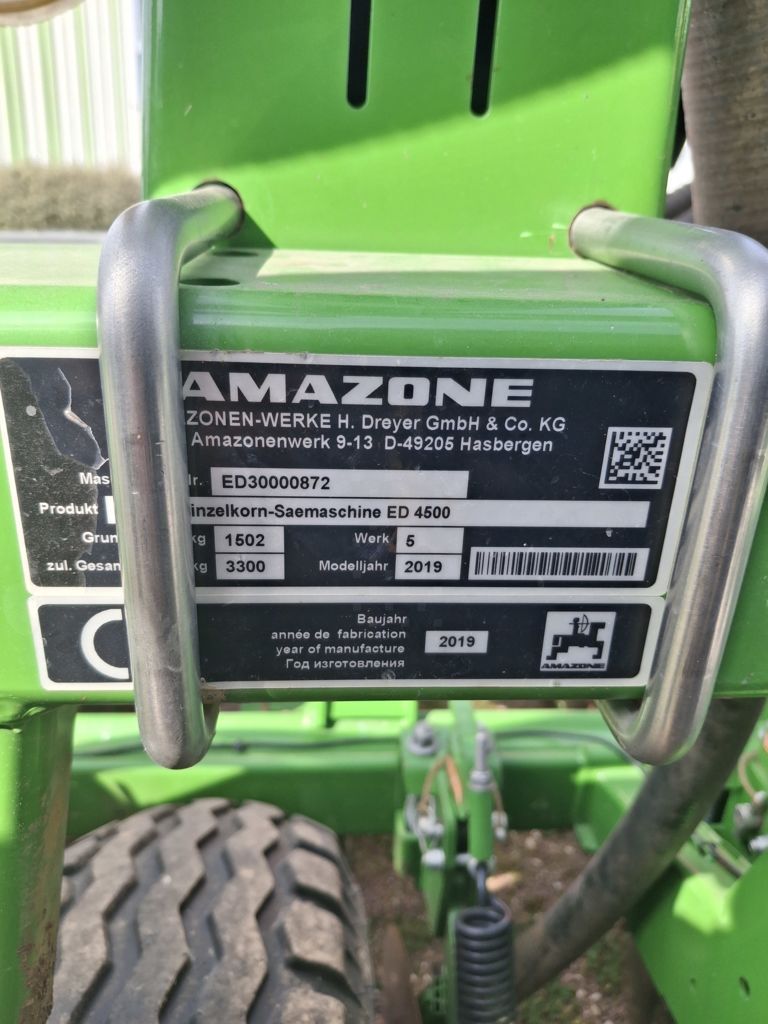 AMAZONE
ZONEN-WERKE H. Dreyer GmbH & Co. KG
Amazonenwerk 9-13 D-49205 Hasbergen
Mas Nr. ED30000872
Produkt inzelkorn-Saemaschine ED 4500
Grun kg 1502 Werk 5
zul. Gesam kg 3300 Modelljahr 2019
Baujahr
année de fabrication
year of manufacture
Год изготовления
2019
AMAZONE